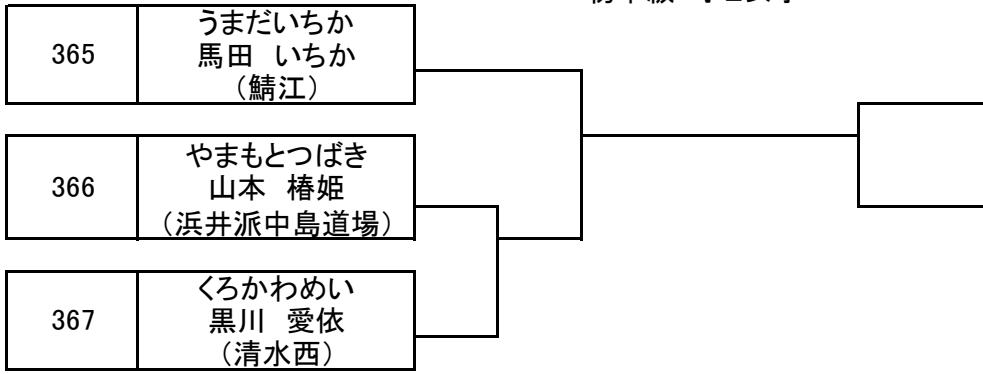 うまだいちか
365 馬田 いちか
（鯖江）
やまもとつばき
366 山本 椿姫
（浜井派中島道場）
くろかわめい
367 黒川 愛依
（清水西）